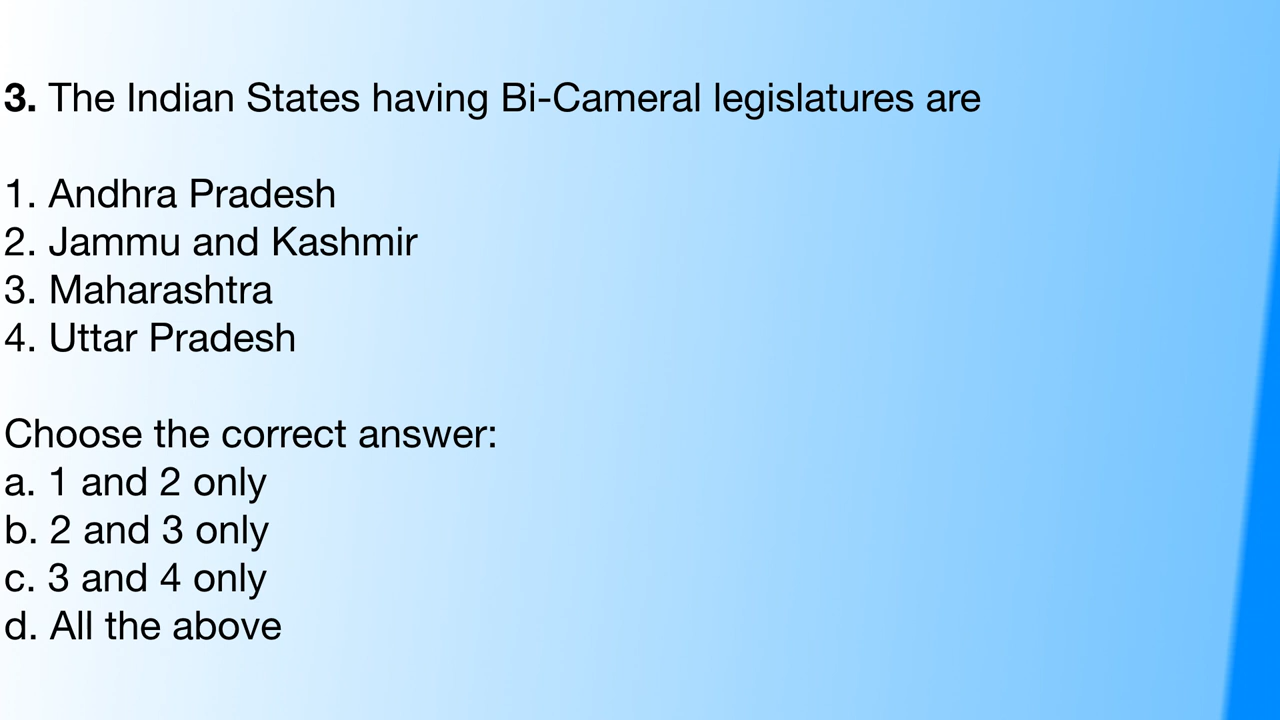 3. The Indian States having Bi-Cameral legislatures are
1. Andhra Pradesh
2. Jammu and Kashmir
3. Maharashtra
4. Uttar Pradesh
Choose the correct answer:
a. 1 and 2 only
b. 2 and 3 only
c. 3 and 4 only
d. All the above